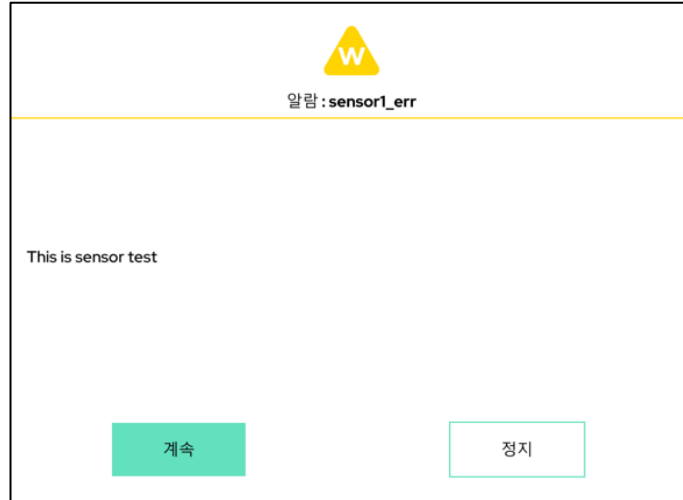 W
알람 : sensor1_err
This is sensor test
계속
정지